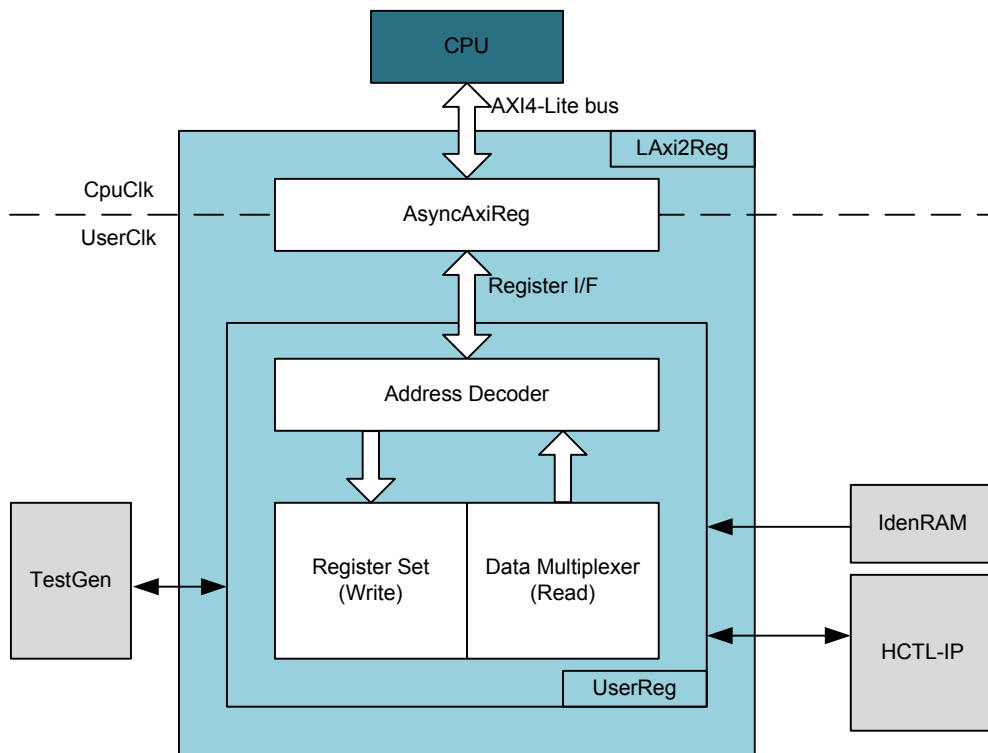 CPU
AXI4-Lite bus
LAxi2Reg
CpuClk
AsyncAxiReg
UserClk
Register I/F
Address Decoder
IdenRAM
TestGen
Register Set
(Write)
Data Multiplexer
(Read)
HCTL-IP
UserReg